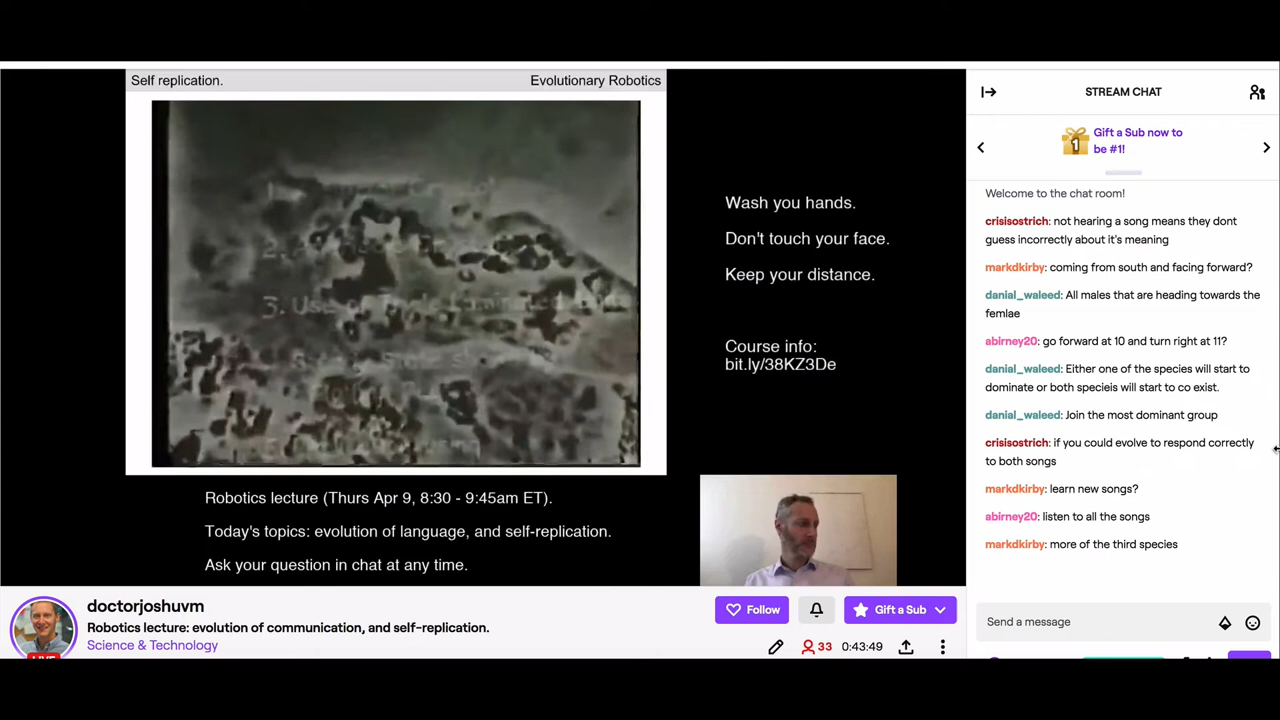 Self replication.
Evolutionary Robotics
3. Use of
Wash you hands.
Don't touch your face.
Keep your distance.
Course info:
bit.ly/38KZ3De
Robotics lecture (Thurs Apr 9, 8:30 - 9:45am ET).
Today's topics: evolution of language, and self-replication.
Ask your question in chat at any time.
doctorjoshuvm
Robotics lecture: evolution of communication, and self-replication.
Science & Technology
LIVE
Follow
Gift a Sub
33
0:43:49
STREAM CHAT
1
Gift a Sub now to
be #1!
Welcome to the chat room!
crisisostrich: not hearing a song means they dont
guess incorrectly about it's meaning
markdkirby: coming from south and facing forward?
danial_waleed: All males that are heading towards the
femlae
abirney20: go forward at 10 and turn right at 11?
danial_waleed: Either one of the species will start to
dominate or both specieis will start to co exist.
danial_waleed: Join the most dominant group
crisisostrich: if you could evolve to respond correctly
to both songs
markdkirby: learn new songs?
abirney20: listen to all the songs
markdkirby: more of the third species
Send a message